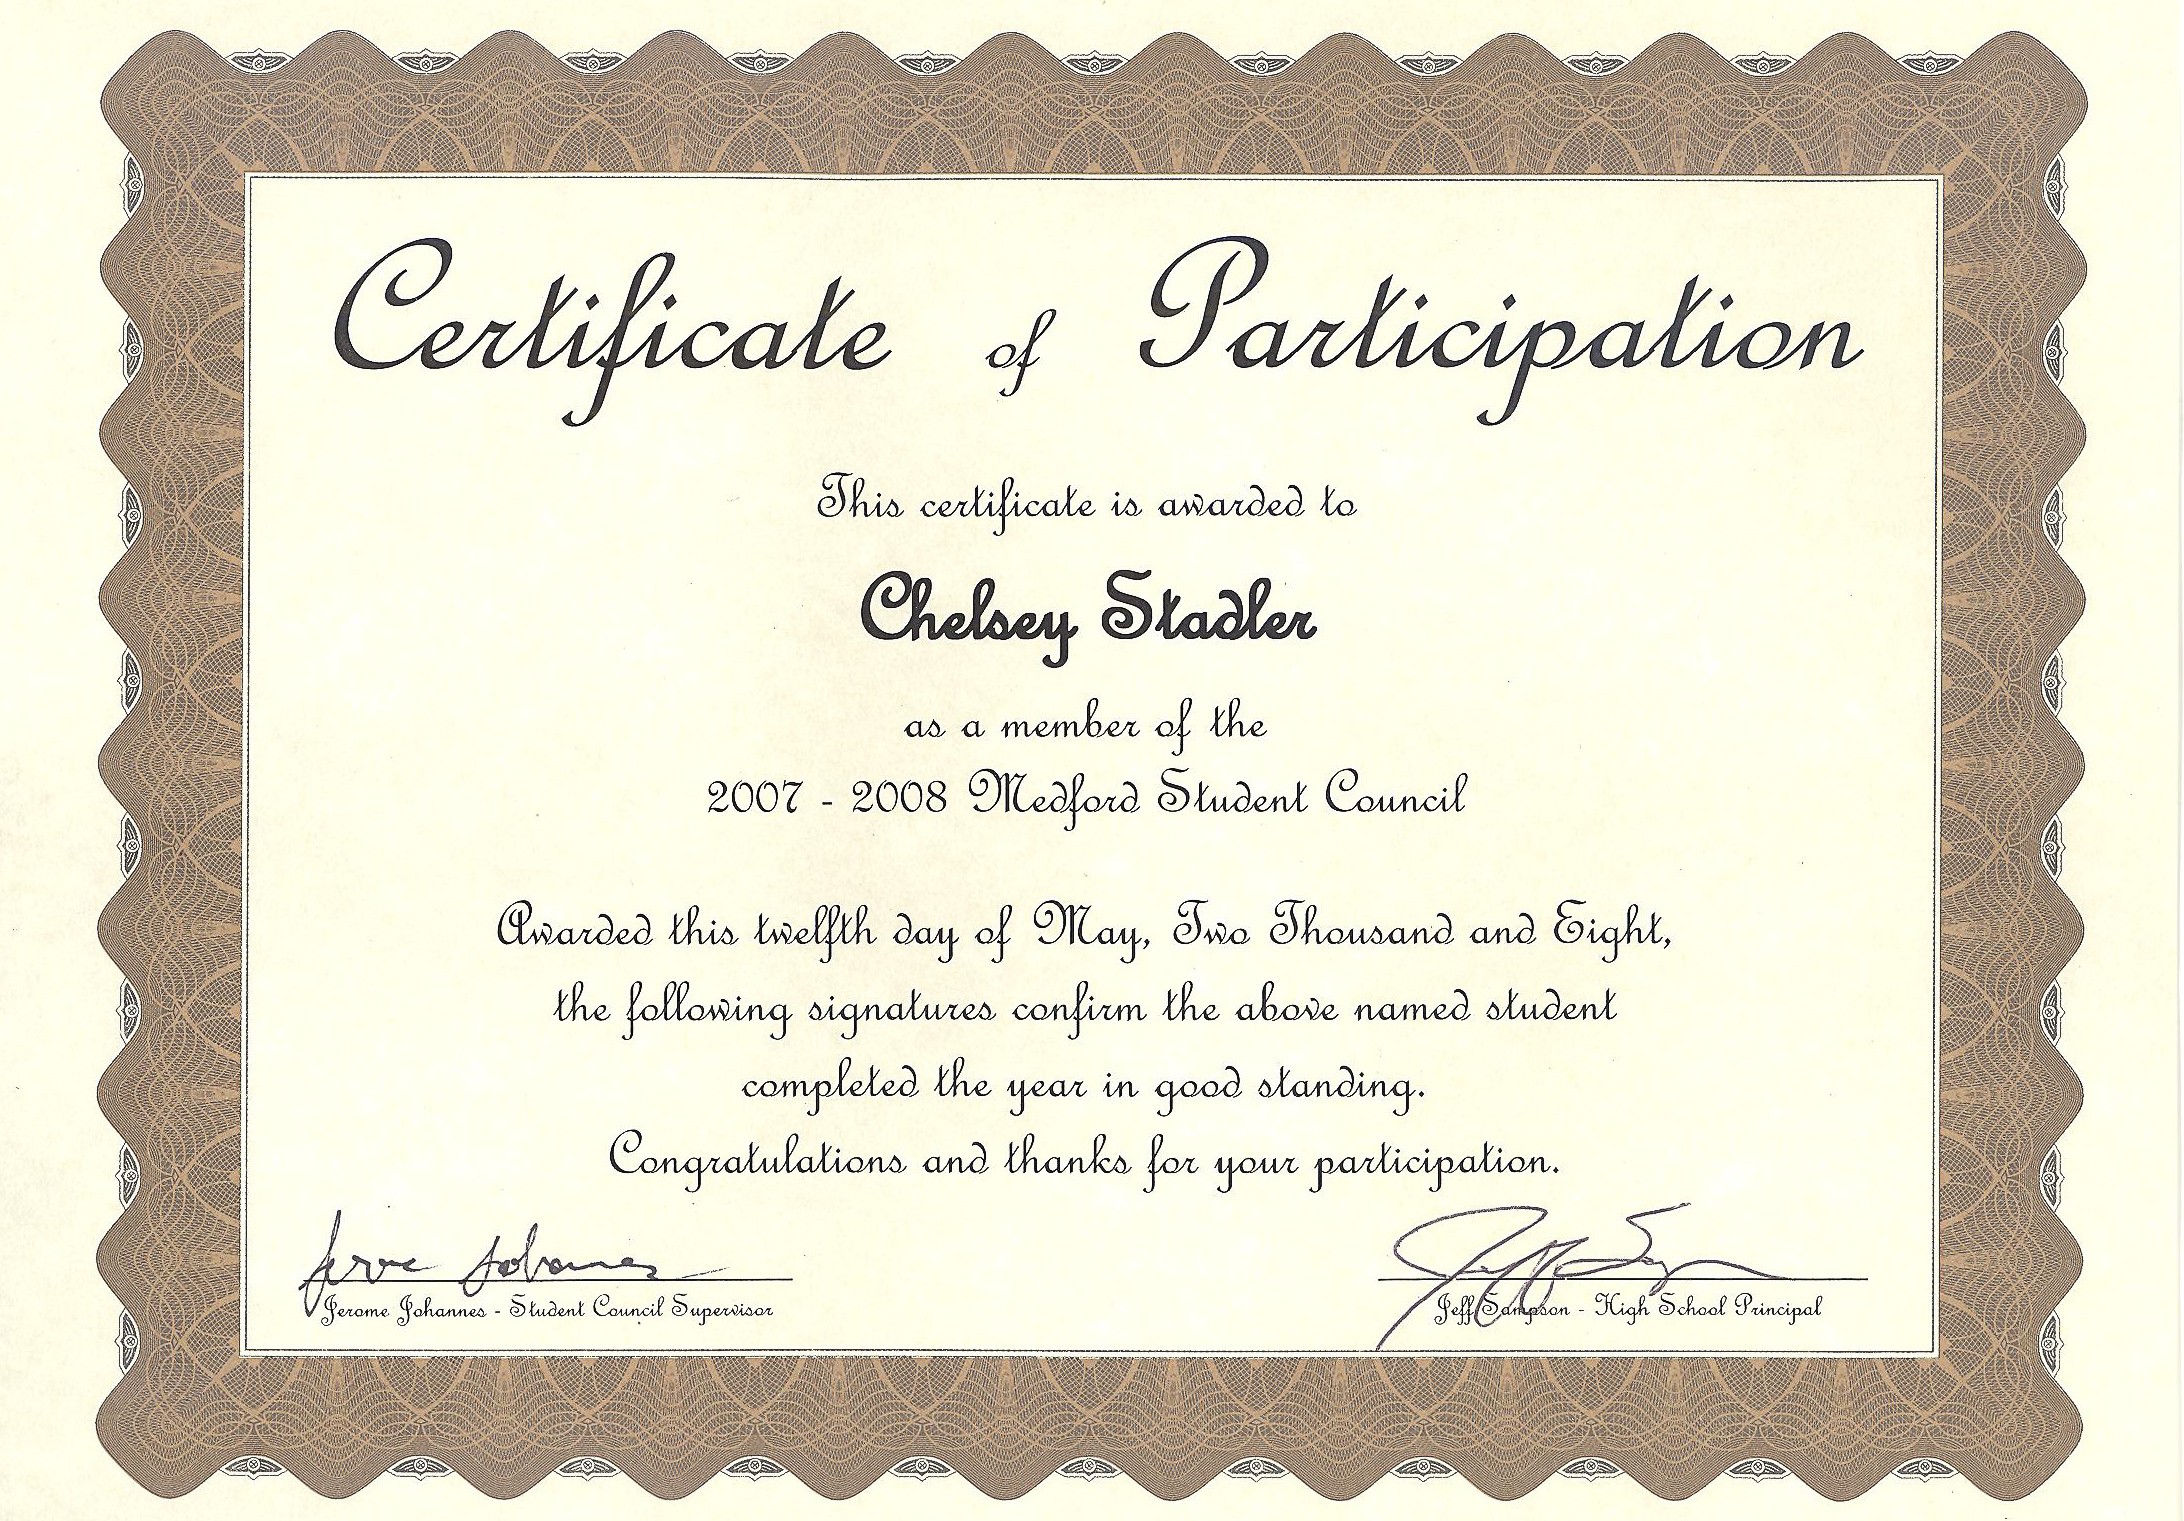 Certificate of Participation
This certificate is awarded to
Chelsey Stadler
as a member of the
2007 - 2008 Medford Student Council
Awarded this twelfth day of May, Two Thousand and Eight,
the following signatures confirm the above named student
completed the year in good standing.
Congratulations and thanks for your participation.
Jerome Johannes - Student Council Supervisor
Jeff Sampson - High School Principal